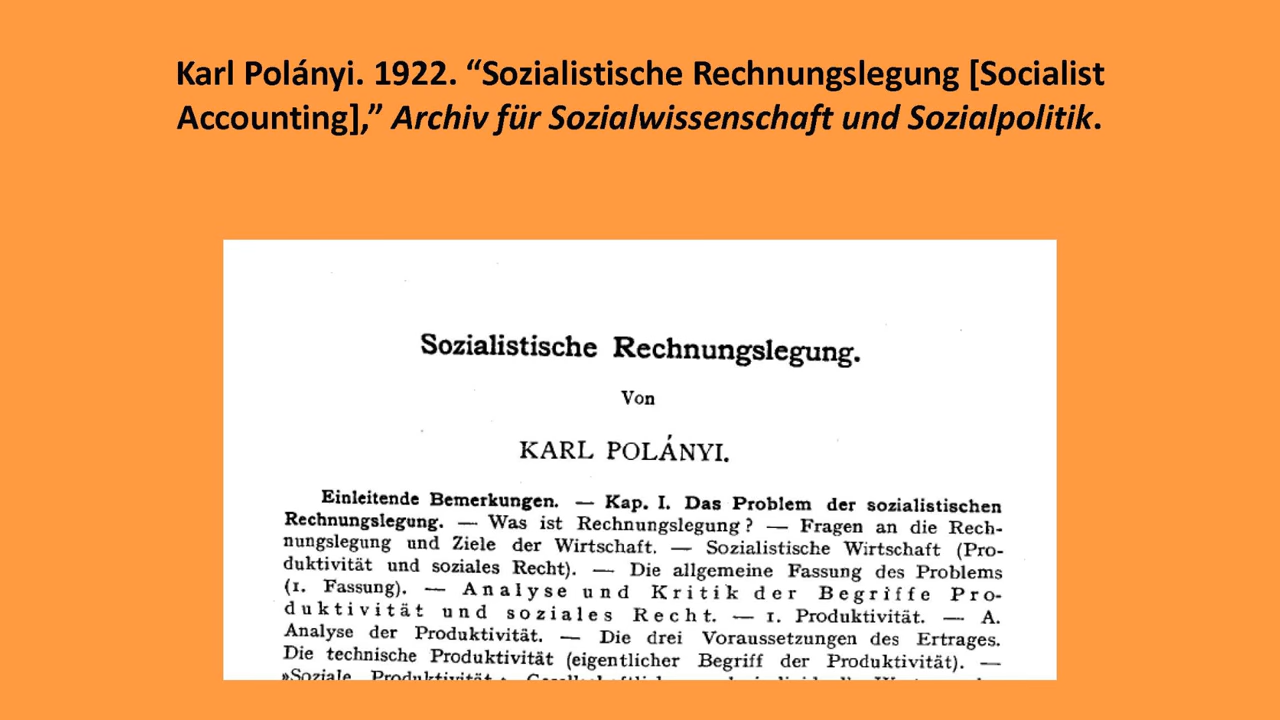 Karl Polányi. 1922. “Sozialistische Rechnungslegung [Socialist
Accounting],” Archiv für Sozialwissenschaft und Sozialpolitik.
Sozialistische Rechnungslegung.
Von
KARL POLÁNYI.
Einleitende Bemerkungen. — Kap. I. Das Problem der sozialistischen
Rechnungslegung. — Was ist Rechnungslegung? — Fragen an die Rech-
nungslegung und Ziele der Wirtschaft. — Sozialistische Wirtschaft (Pro-
duktivität und soziales Recht). — Die allgemeine Fassung des Problems
(1. Fassung). — Analyse und Kritik der Begriffe Pro-
duktivität und soziales Recht. — 1. Produktivität. — A.
Analyse der Produktivität. — Die drei Voraussetzungen des Ertrages.
Die technische Produktivität (eigentlicher Begriff der Produktivität). —
»Soziale Produktivität«